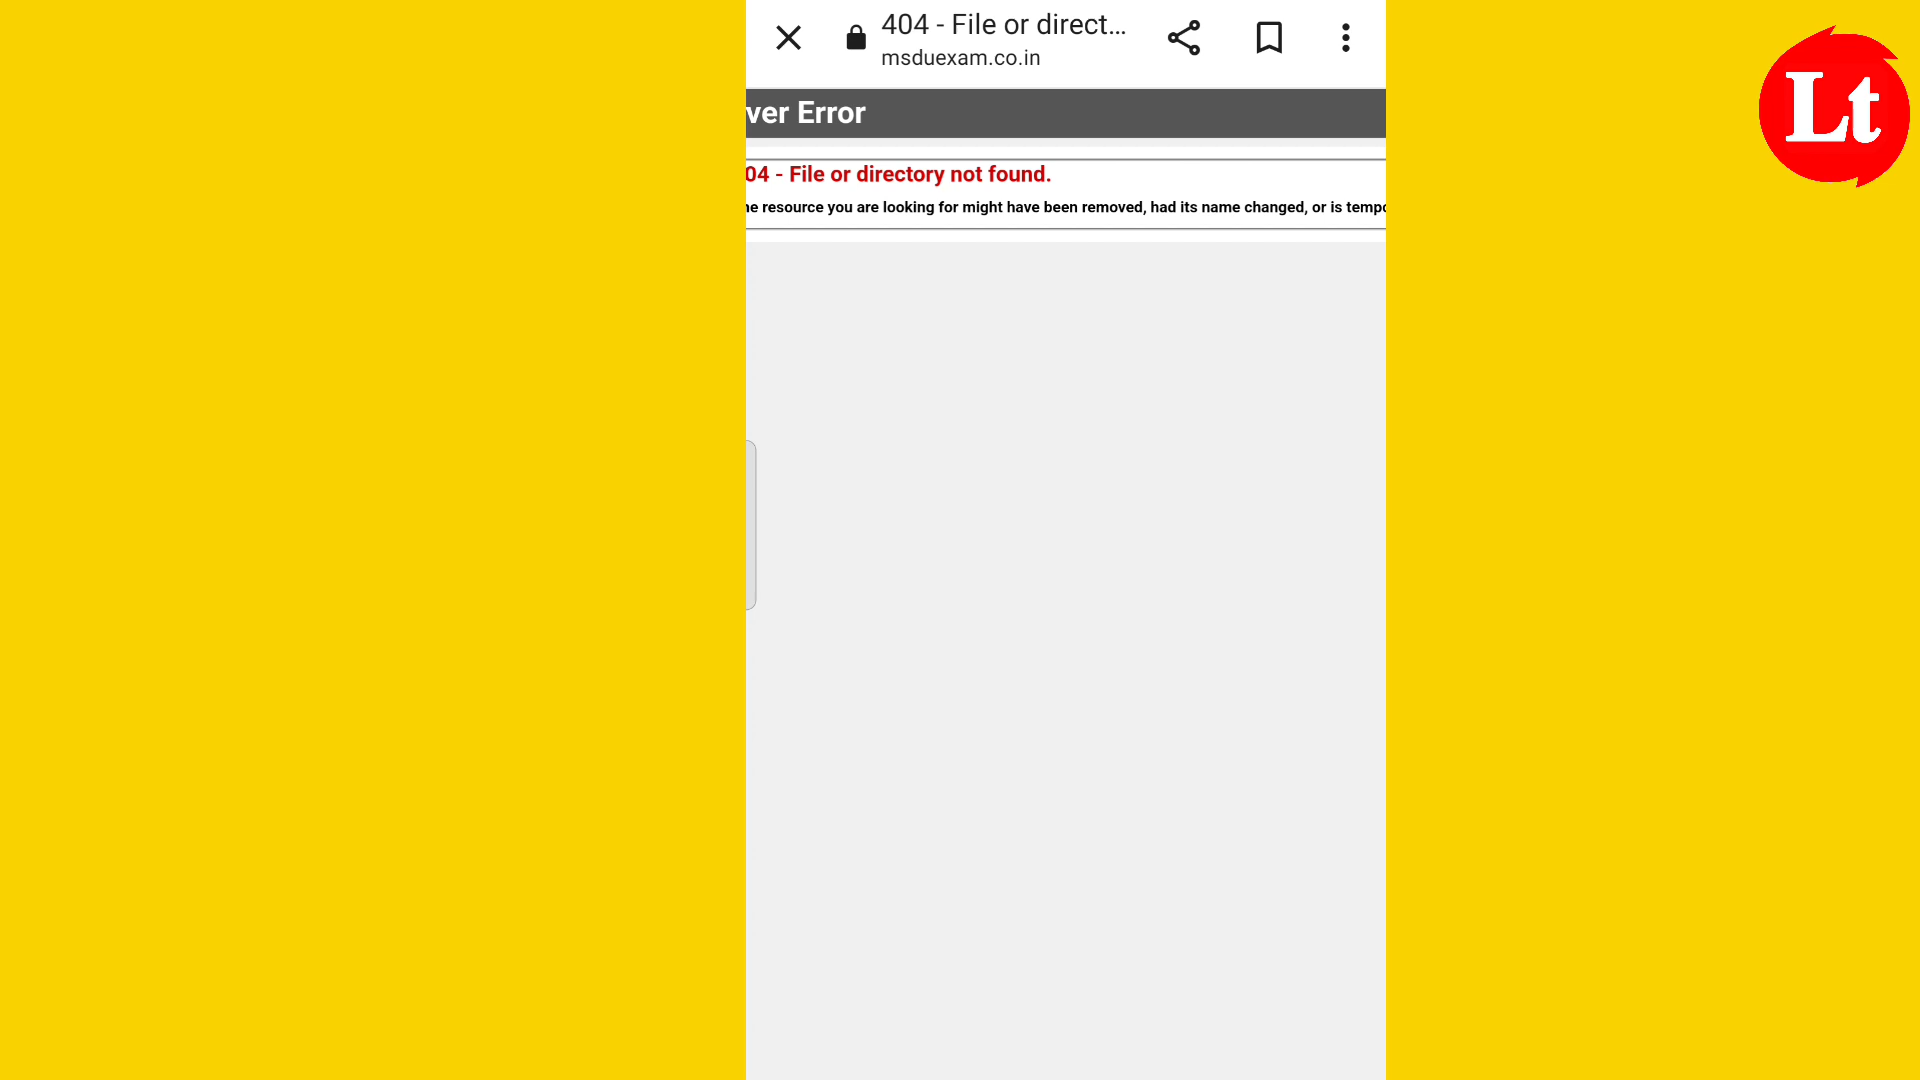 404 - File or direct...
msduexam.co.in
ver Error
04 - File or directory not found.
he resource you are looking for might have been removed, had its name changed, or is tempo
Lt